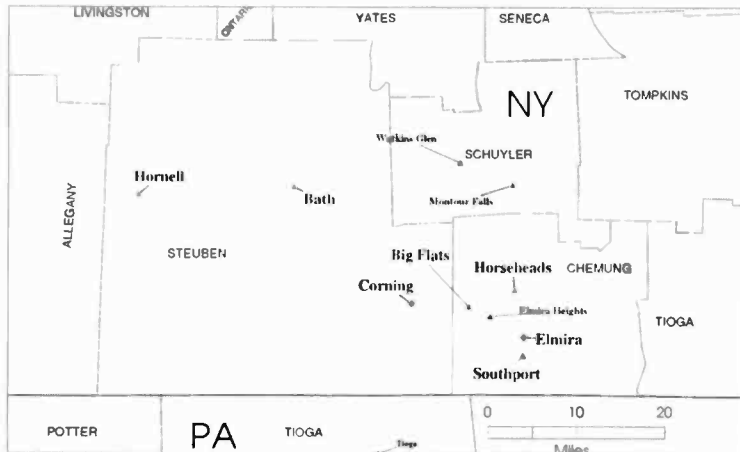 LIVINGSTON
YATES
SENECA
NY
TOMPKINS
Watkins Glen
SCHUYLER
Hornell
Bath
Montour Falls
ALLEGANY
STEUBEN
Big Flats
Horseheads
CHEMUNG
Corning
Elmira Heights
TIOGA
Elmira
Southport
0 10 20
Miles
POTTER
PA
TIOGA
Tioga